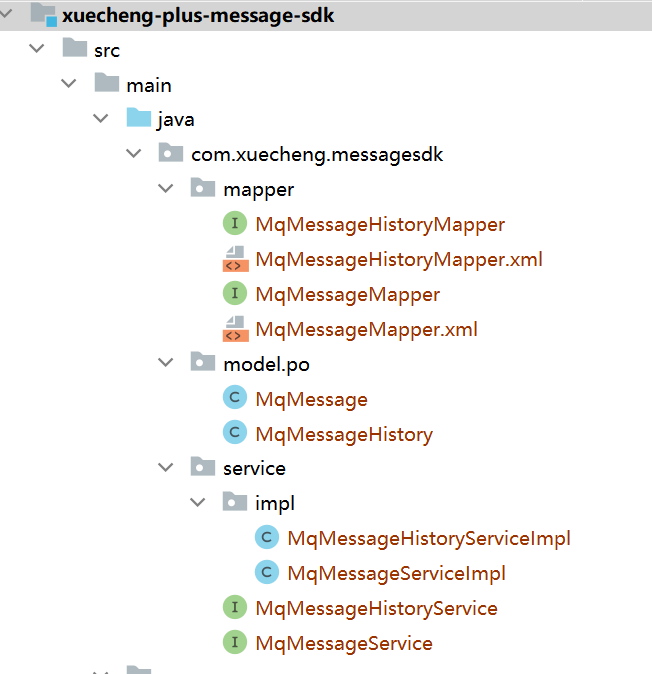 xuecheng-plus-message-sdk
src
main
java
com.xuecheng.messagesdk
mapper
MqMessageHistoryMapper
MqMessageHistoryMapper.xml
MqMessageMapper
MqMessageMapper.xml
model.po
MqMessage
MqMessageHistory
service
impl
MqMessageHistoryServiceImpl
MqMessageServiceImpl
MqMessageHistoryService
MqMessageService